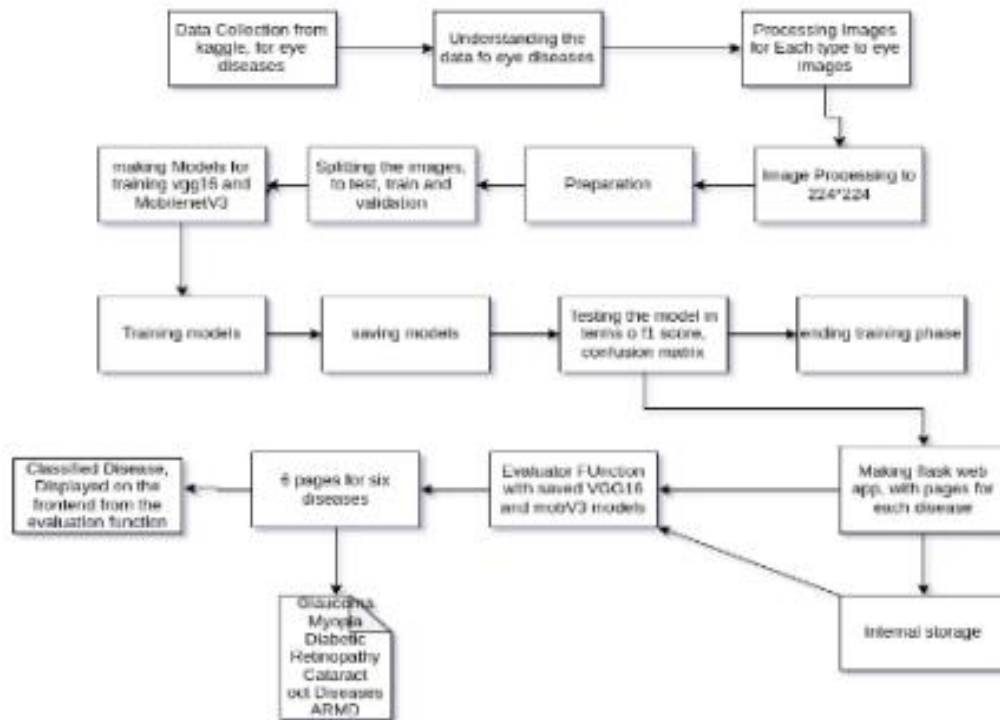 Data Collection from
kaggle, for eye
diseases
Understanding the
data fo eye diseases
Processing Images
for Each type to eye
images
Image Processing to
224*224
Preparation
Splitting the images,
to test, train and
validation
making Models for
training vgg16 and
MobilenetV3
Training models
saving models
Testing the model in
terms o f1 score,
confusion matrix
ending training phase
Making flask web
app, with pages for
each disease
Internal storage
Evaluator FUnction
with saved VGG16
and mobV3 models
6 pages for six
diseases
Classified Disease,
Displayed on the
frontend from the
evaluation function
Glaucoma
Myopia
Diabetic
Retinopathy
Cataract
oct Diseases
ARMD